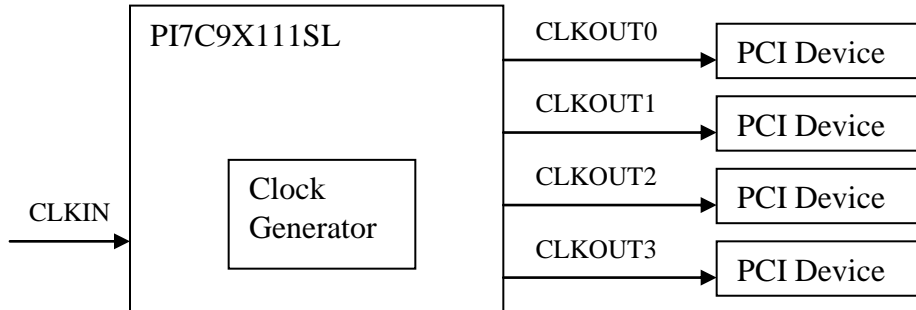 PI7C9X111SL
CLKOUT0
PCI Device
CLKOUT1
PCI Device
CLKOUT2
PCI Device
CLKOUT3
PCI Device
Clock
Generator
CLKIN